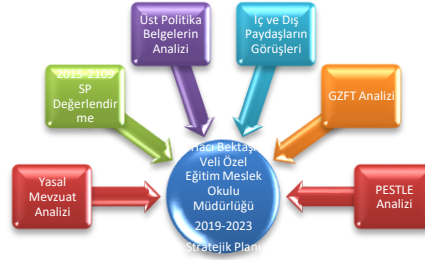 Üst Politika
Belgelerin
Analizi
İç ve Dış
Paydaşların
Görüşleri
2015-2109
SP
Değerlendir
me
GZFT Analizi
Yasal
Mevzuat
Analizi
Hacı Bektaş
Veli Özel
Eğitim Meslek
Okulu
Müdürlüğü
2019-2023
Stratejik Planı
PESTLE
Analizi